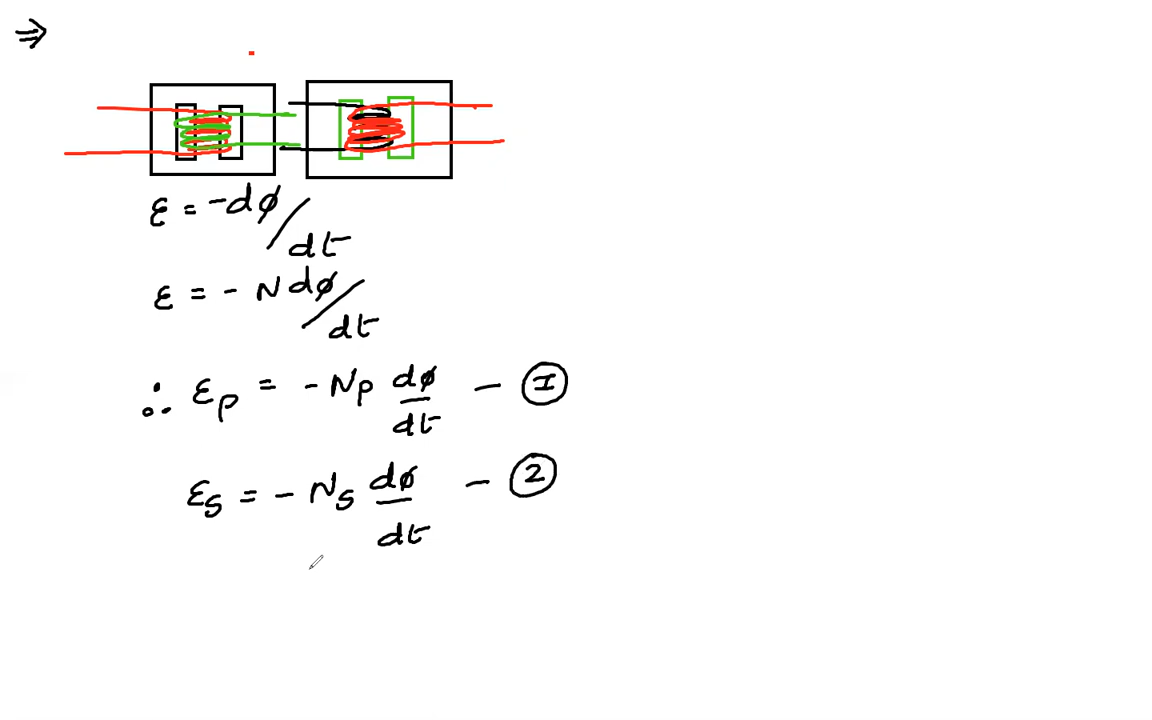 ⇒
ε = -dϕ/dt
ε = - N dϕ/dt
∴ εp = - Np dϕ/dt - ①
εs = - Ns dϕ/dt - ②